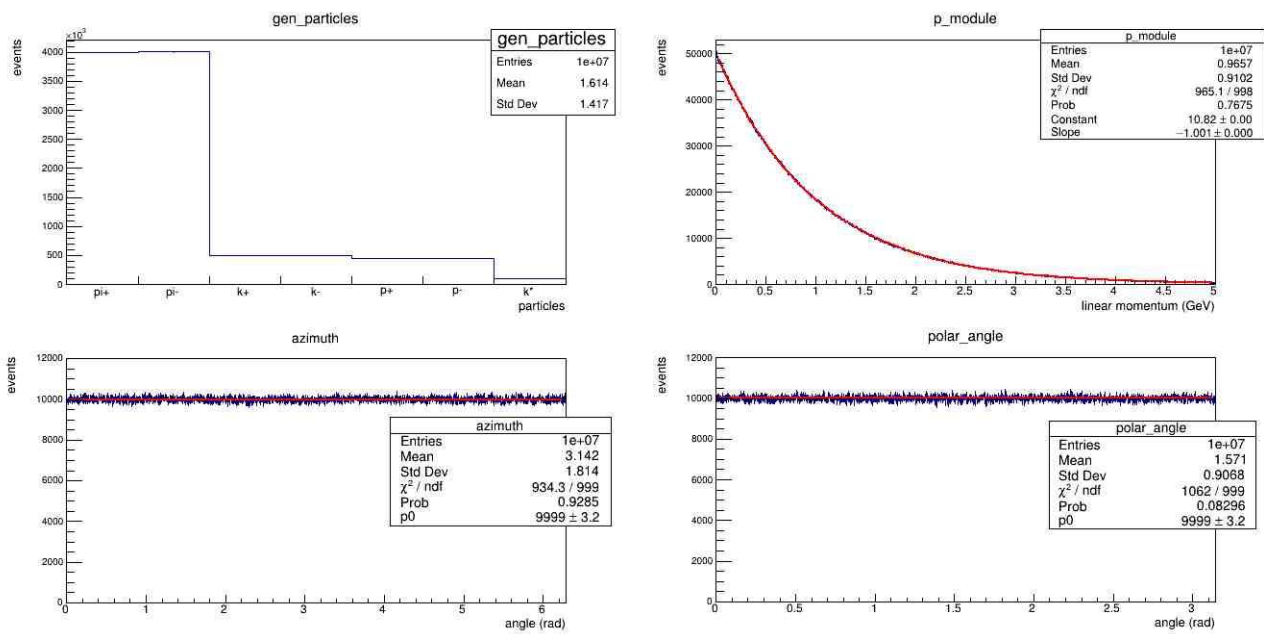 gen_particles
events
×10³
4000
3500
3000
2500
2000
1500
1000
500
0
pi+ pi- k+ k- p+ p- k*
particles
gen_particles
Entries 1e+07
Mean 1.614
Std Dev 1.417
p_module
events
50000
40000
30000
20000
10000
0
0 0.5 1 1.5 2 2.5 3 3.5 4 4.5 5
linear momentum (GeV)
p_module
Entries 1e+07
Mean 0.9657
Std Dev 0.9102
χ² / ndf 965.1 / 998
Prob 0.7675
Constant 10.82 ± 0.00
Slope −1.001 ± 0.000
azimuth
events
12000
10000
8000
6000
4000
2000
0
0 1 2 3 4 5 6
angle (rad)
azimuth
Entries 1e+07
Mean 3.142
Std Dev 1.814
χ² / ndf 934.3 / 999
Prob 0.9285
p0 9999 ± 3.2
polar_angle
events
12000
10000
8000
6000
4000
2000
0
0 0.5 1 1.5 2 2.5 3
angle (rad)
polar_angle
Entries 1e+07
Mean 1.571
Std Dev 0.9068
χ² / ndf 1062 / 999
Prob 0.08296
p0 9999 ± 3.2